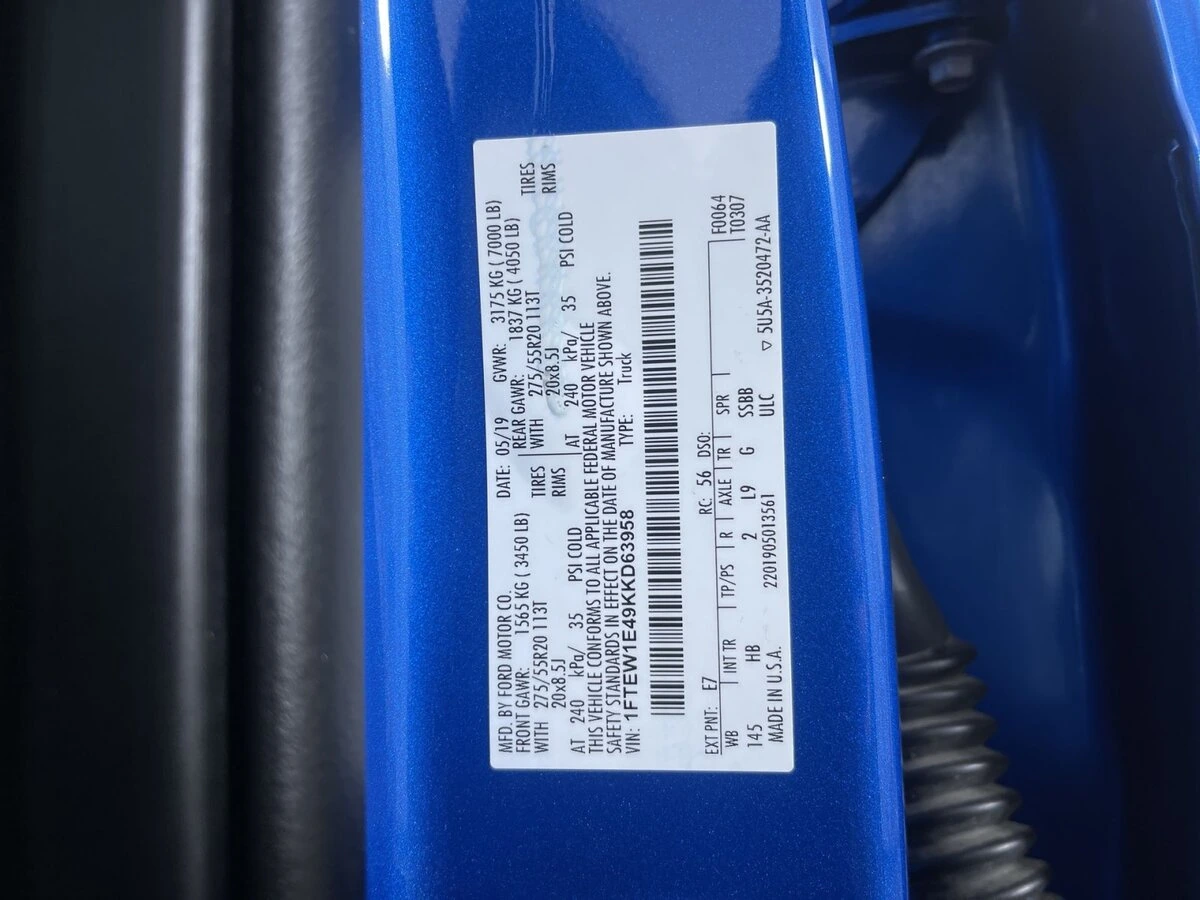 MFD. BY FORD MOTOR CO. DATE: 05/19 GVWR: 3175 KG ( 7000 LB)
FRONT GAWR: 1565 KG ( 3450 LB) REAR GAWR: 1837 KG ( 4050 LB)
WITH 275/55R20 113T TIRES WITH 275/55R20 113T TIRES
20x8.5J RIMS 20x8.5J RIMS
AT 240 kPa/ 35 PSI COLD AT 240 kPa/ 35 PSI COLD
THIS VEHICLE CONFORMS TO ALL APPLICABLE FEDERAL MOTOR VEHICLE
SAFETY STANDARDS IN EFFECT ON THE DATE OF MANUFACTURE SHOWN ABOVE.
VIN: 1FTEW1E49KKD63958 TYPE: Truck
EXT PNT: E7 RC: 56 DSO: F0064
WB INT TR TP/PS R AXLE TR SPR T0307
145 HB 2 L9 G SSBB
MADE IN U.S.A. 2201905013561 ULC ▽ 5U5A-3520472-AA